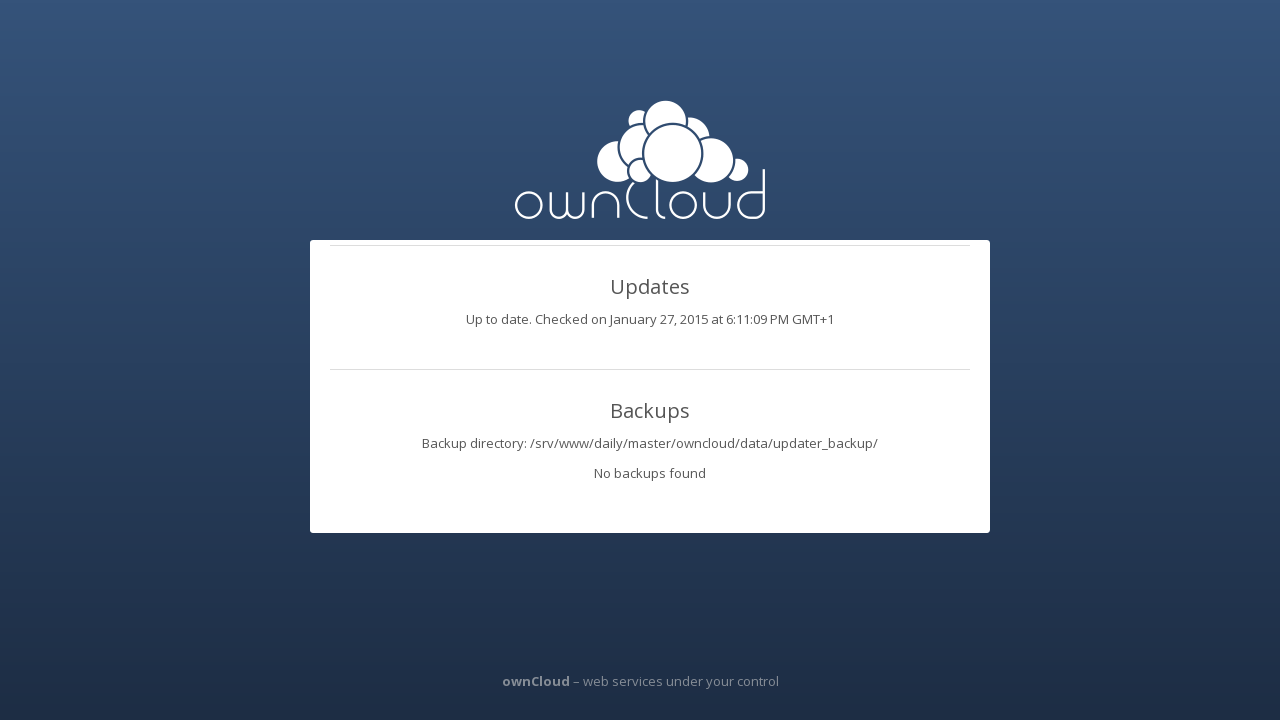 ownCloud
Updates
Up to date. Checked on January 27, 2015 at 6:11:09 PM GMT+1
Backups
Backup directory: /srv/www/daily/master/owncloud/data/updater_backup/
No backups found
ownCloud – web services under your control